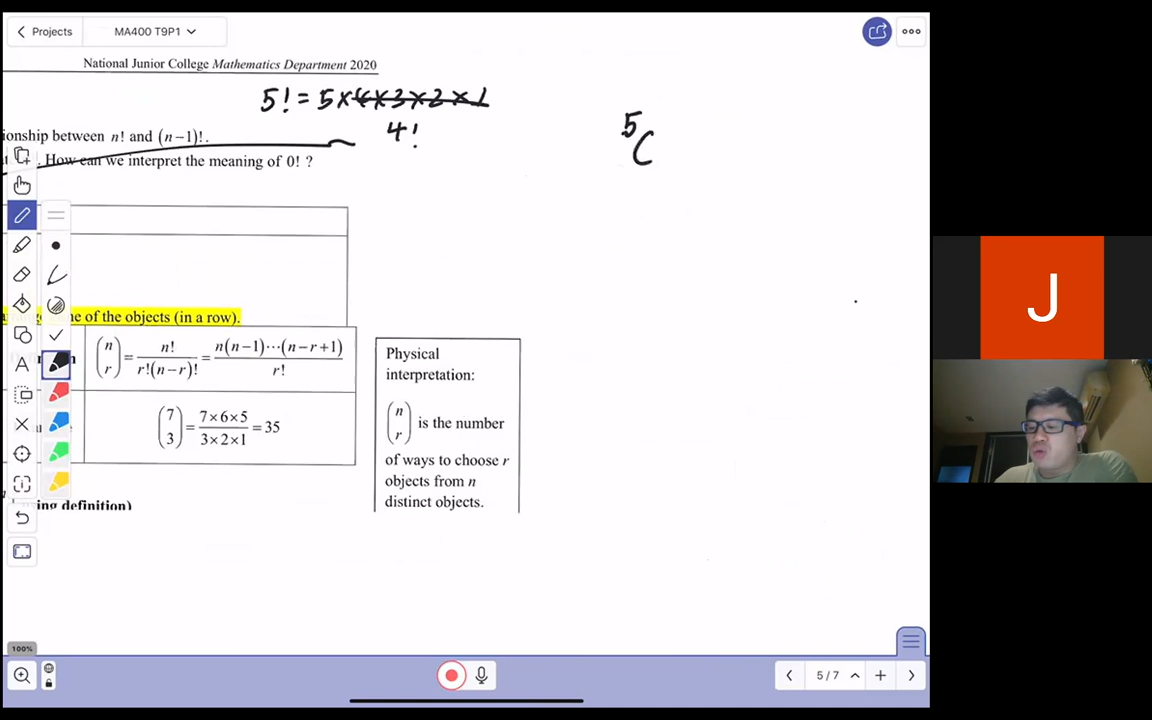 Projects
MA400 T9P1
National Junior College Mathematics Department 2020
5! = 5×4×3×2×1
4!
⁵C
ionship between n! and (n−1)!.
. How can we interpret the meaning of 0! ?
ne of the objects (in a row).
(n r) = n!/r!(n−r)! = n(n−1)···(n−r+1)/r!
(7 3) = 7×6×5/3×2×1 = 35
Physical
interpretation:
(n r) is the number
of ways to choose r
objects from n
distinct objects.
ing definition)
J
100%
5 / 7